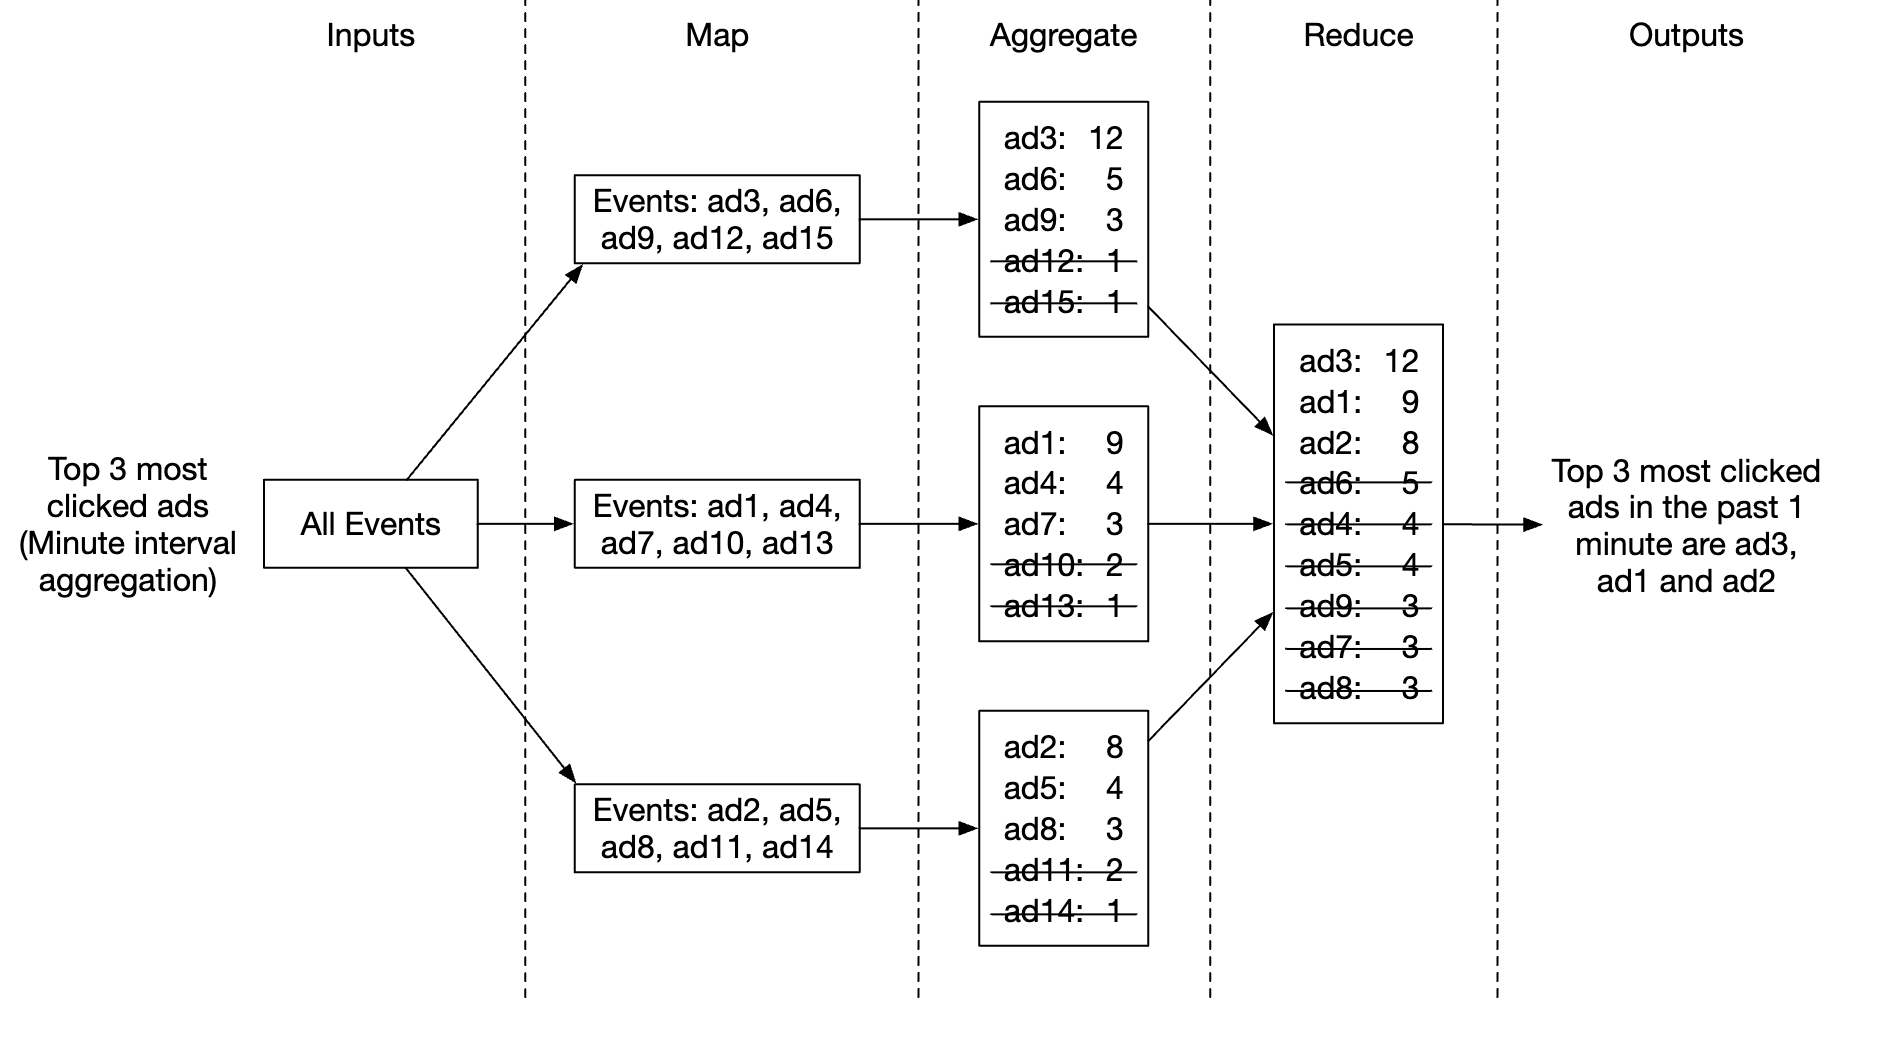 Inputs
Map
Aggregate
Reduce
Outputs
Top 3 most
clicked ads
(Minute interval
aggregation)
All Events
Events: ad3, ad6,
ad9, ad12, ad15
Events: ad1, ad4,
ad7, ad10, ad13
Events: ad2, ad5,
ad8, ad11, ad14
ad3: 12
ad6: 5
ad9: 3
ad12: 1
ad15: 1
ad1: 9
ad4: 4
ad7: 3
ad10: 2
ad13: 1
ad2: 8
ad5: 4
ad8: 3
ad11: 2
ad14: 1
ad3: 12
ad1: 9
ad2: 8
ad6: 5
ad4: 4
ad5: 4
ad9: 3
ad7: 3
ad8: 3
Top 3 most clicked
ads in the past 1
minute are ad3,
ad1 and ad2